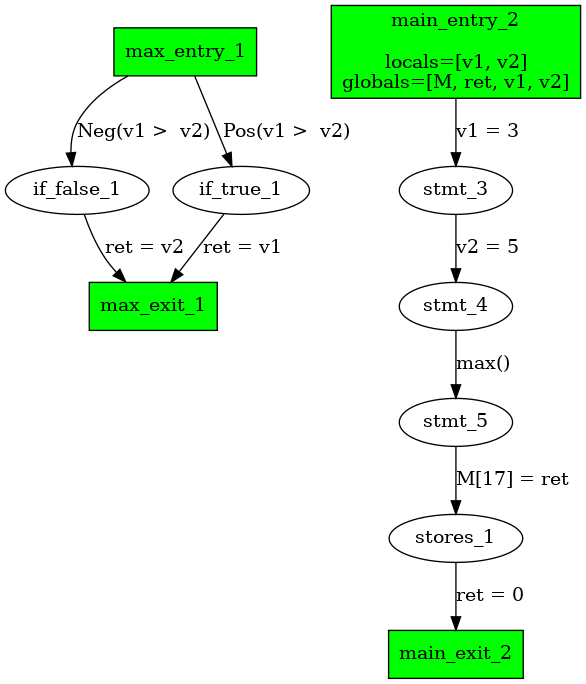 max_entry_1
Neg(v1 >  v2)
Pos(v1 >  v2)
if_false_1
if_true_1
ret = v2
ret = v1
max_exit_1
main_entry_2
locals=[v1, v2]
globals=[M, ret, v1, v2]
v1 = 3
stmt_3
v2 = 5
stmt_4
max()
stmt_5
M[17] = ret
stores_1
ret = 0
main_exit_2